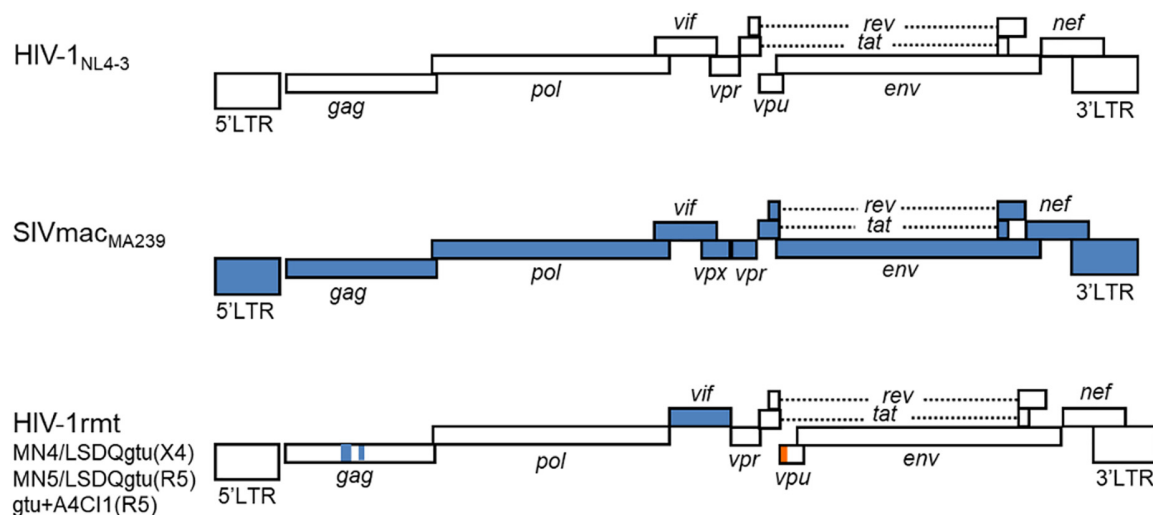 vif rev nef
HIV-1NL4-3 tat
gag pol vpr vpu env
5'LTR 3'LTR
vif rev nef
SIVmacMA239 tat
gag pol vpx vpr env
5'LTR 3'LTR
vif rev nef
HIV-1rmt tat
MN4/LSDQgtu(X4)
MN5/LSDQgtu(R5) gag pol vpr vpu env
gtu+A4CI1(R5) 5'LTR 3'LTR